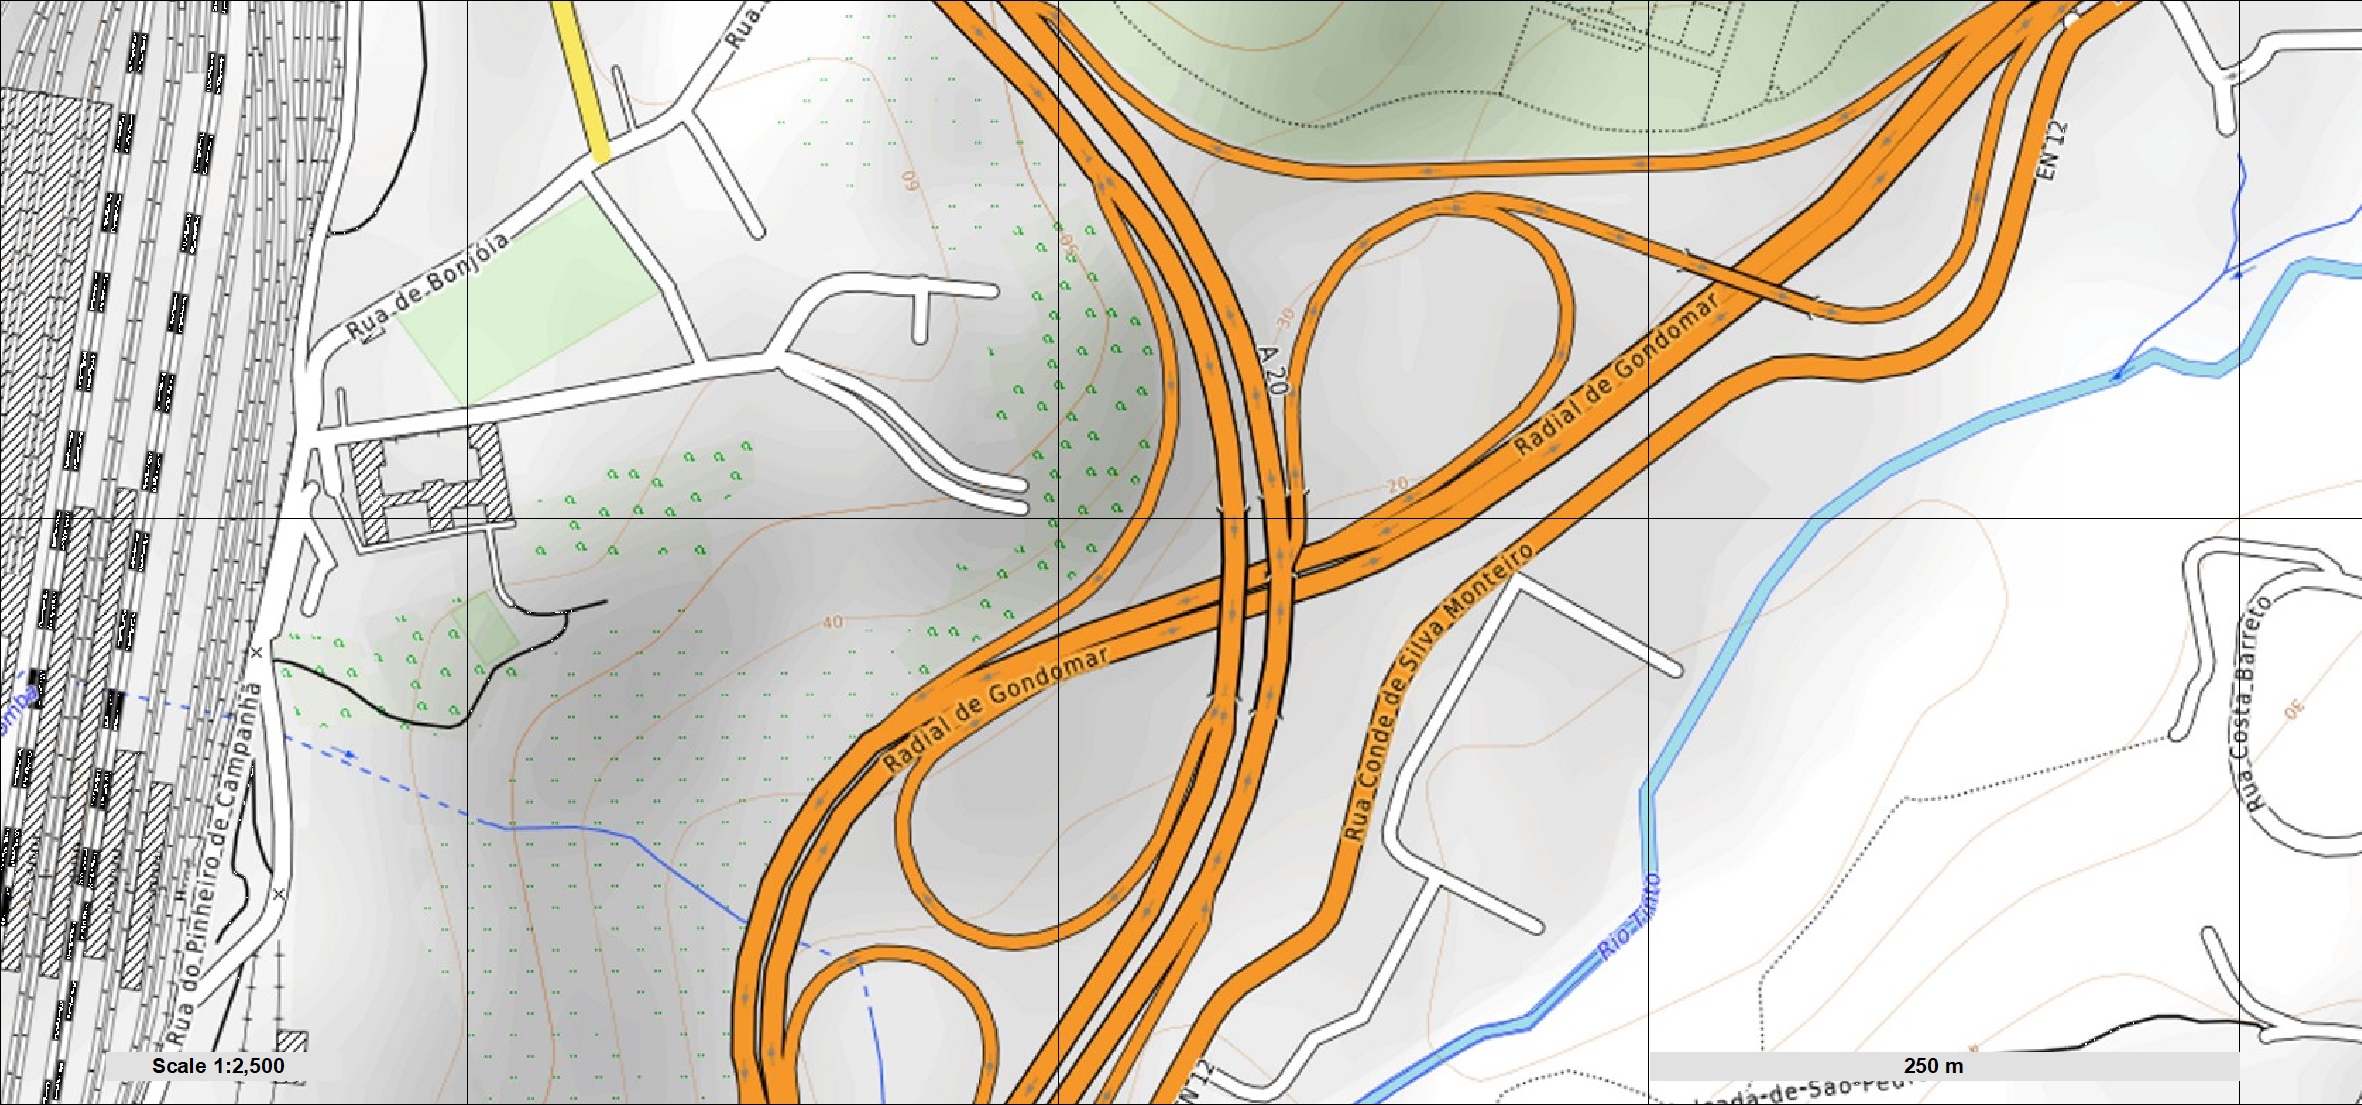 Rua
60
50
EN 12
Rua de Bonjóia
30
A 20
Radial de Gondomar
20
Rua Conde de Silva Monteiro
40
Radial de Gondomar
Rua Costa Barreto
30
Rua do Pinheiro de Campanhã
Rio Tinto
Scale 1:2,500
250 m